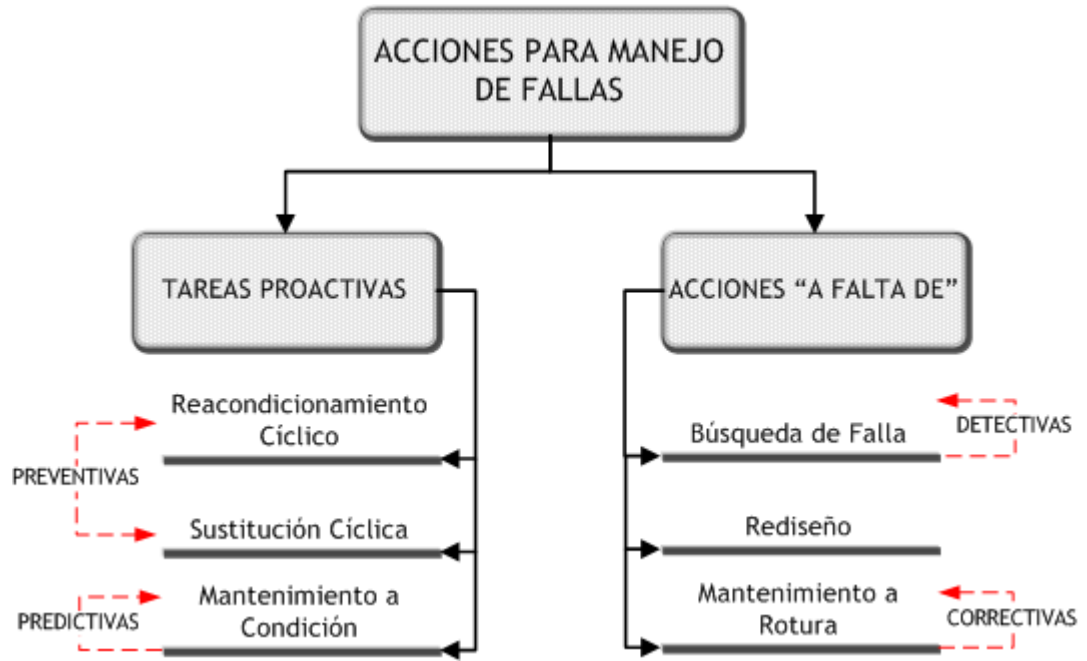 ACCIONES PARA MANEJO
DE FALLAS
TAREAS PROACTIVAS
ACCIONES “A FALTA DE”
Reacondicionamiento
Cíclico
PREVENTIVAS
Sustitución Cíclica
PREDICTIVAS
Mantenimiento a
Condición
Búsqueda de Falla
DETECTIVAS
Rediseño
Mantenimiento a
Rotura
CORRECTIVAS